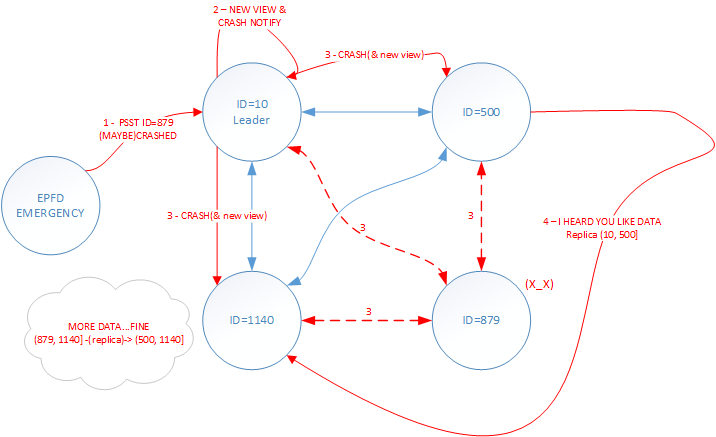 2 – NEW VIEW &
CRASH NOTIFY
3 - CRASH(& new view)
ID=10
Leader
ID=500
1 - PSST ID=879
(MAYBE)CRASHED
EPFD
EMERGENCY
3 - CRASH(& new view)
3
3
4 – I HEARD YOU LIKE DATA
Replica (10, 500]
(X_X)
ID=1140
3
ID=879
MORE DATA...FINE
(879, 1140] -(replica)-> (500, 1140]